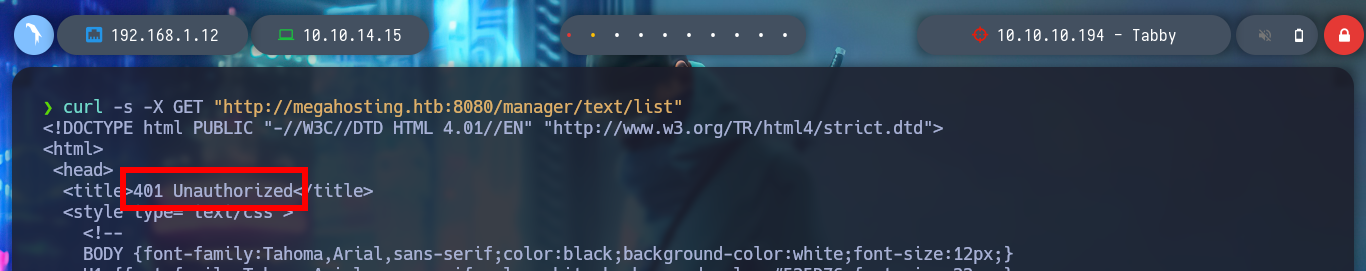 192.168.1.12 10.10.14.15 10.10.10.194 - Tabby
❯ curl -s -X GET "http://megahosting.htb:8080/manager/text/list"
<!DOCTYPE html PUBLIC "-//W3C//DTD HTML 4.01//EN" "http://www.w3.org/TR/html4/strict.dtd">
<html>
<head>
<title>401 Unauthorized</title>
<style type="text/css">
<!--
BODY {font-family:Tahoma,Arial,sans-serif;color:black;background-color:white;font-size:12px;}